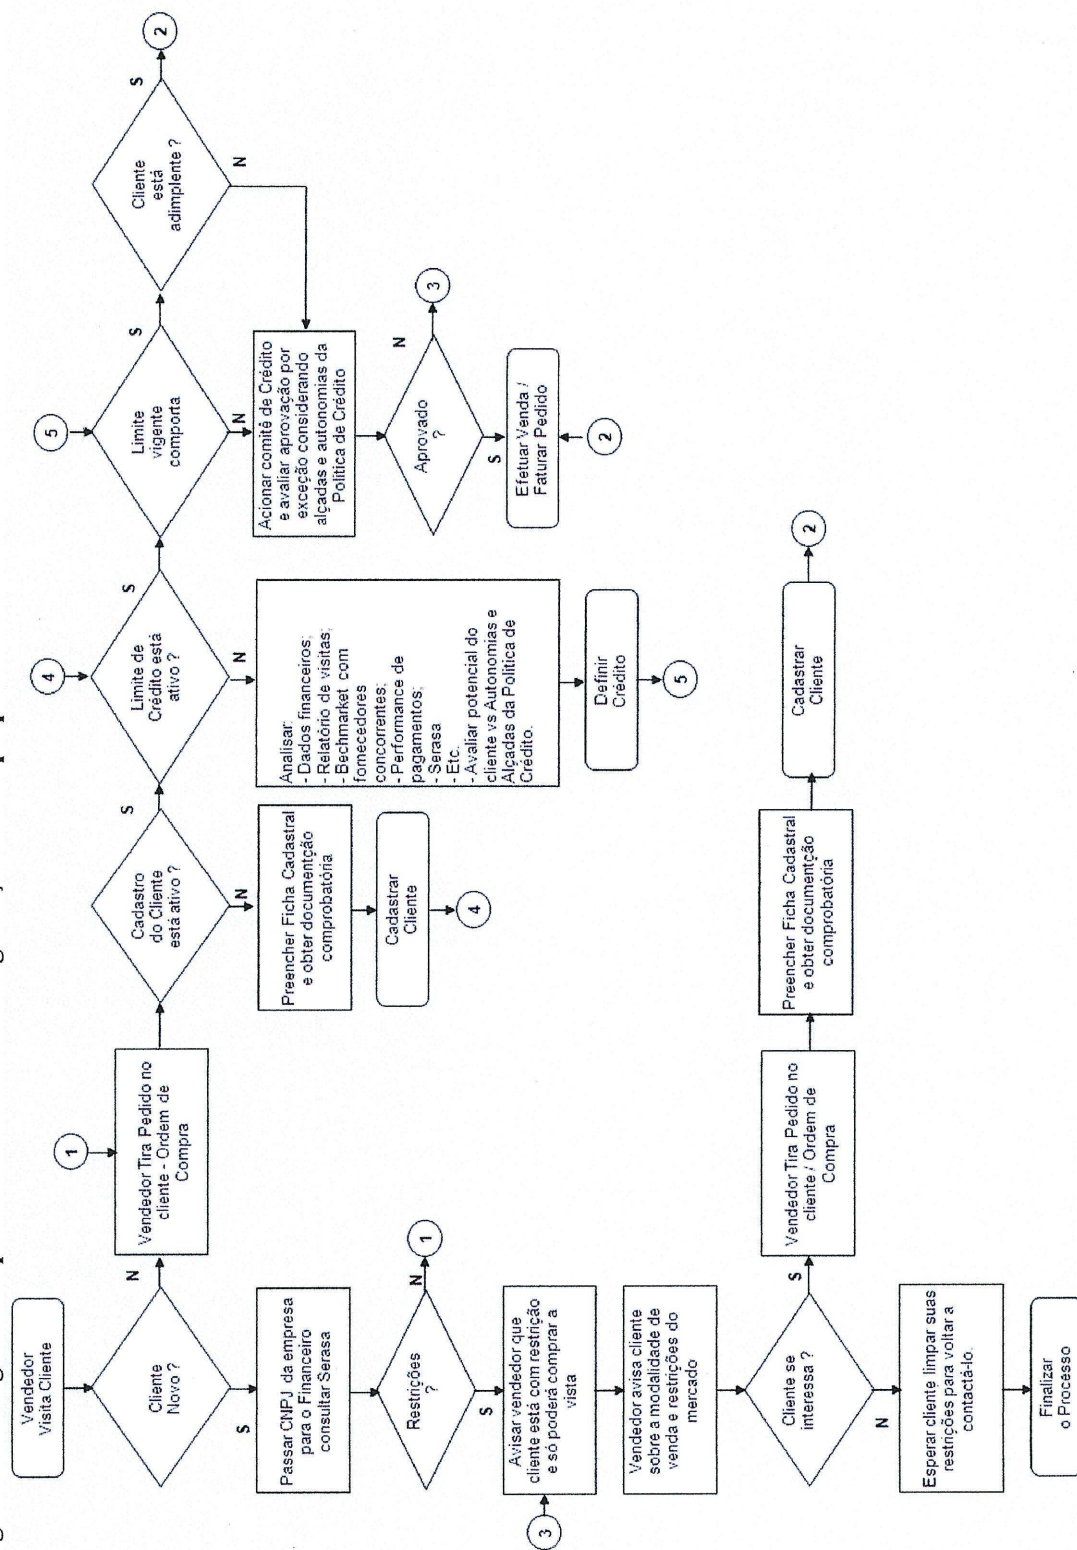 Vendedor
Visita Cliente
Cliente
Novo ?
N
S
Passar CNPJ da empresa
para o Financeiro
consultar Serasa
Restrições
?
N
1
S
Avisar vendedor que
cliente está com restrição
e só poderá comprar a
vista
3
Vendedor avisa cliente
sobre a modalidade de
venda e restrições do
mercado
Cliente se
interessa ?
S
N
Esperar cliente limpar suas
restrições para voltar a
contactá-lo.
Finalizar
o Processo
1
Vendedor Tira Pedido no
cliente - Ordem de
Compra
Cadastro
do Cliente
está ativo ?
S
N
Preencher Ficha Cadastral
e obter documentção
comprobatória
Cadastrar
Cliente
4
4
Limite de
Crédito está
ativo ?
S
N
Analisar:
- Dados financeiros;
- Relatório de visitas;
- Bechmarket com
fornecedores
concorrentes;
- Performance de
pagamentos;
- Serasa
- Etc.
- Avaliar potencial do
cliente vs Autonomias e
Alçadas da Política de
Crédito.
Definir
Crédito
5
5
Limite
vigente
comporta
S
N
Acionar comitê de Crédito
e avaliar aprovação por
exceção considerando
alçadas e autonomias da
Política de Crédito
Aprovado
?
N
3
S
Efetuar Venda /
Faturar Pedido
2
Cliente
está
adimplente ?
S
2
N
Vendedor Tira Pedido no
cliente / Ordem de
Compra
Preencher Ficha Cadastral
e obter documentção
comprobatória
Cadastrar
Cliente
2